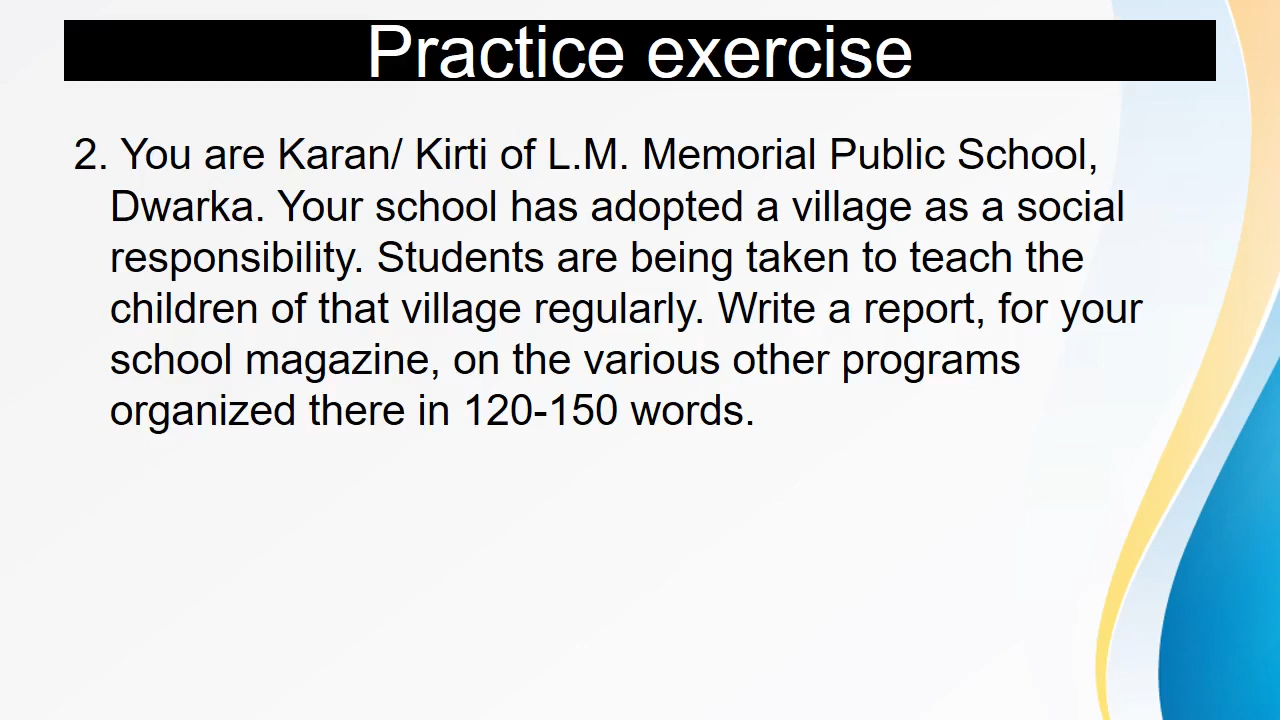 Practice exercise
2. You are Karan/ Kirti of L.M. Memorial Public School,
Dwarka. Your school has adopted a village as a social
responsibility. Students are being taken to teach the
children of that village regularly. Write a report, for your
school magazine, on the various other programs
organized there in 120-150 words.